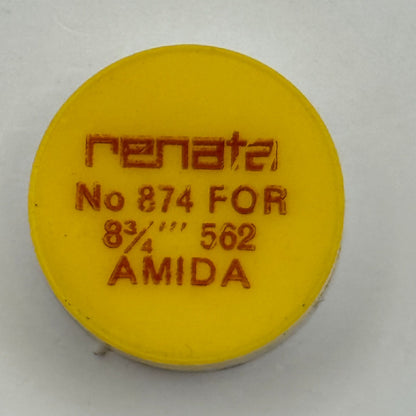 renata
No 874 FOR
8¾''' 562
AMIDA